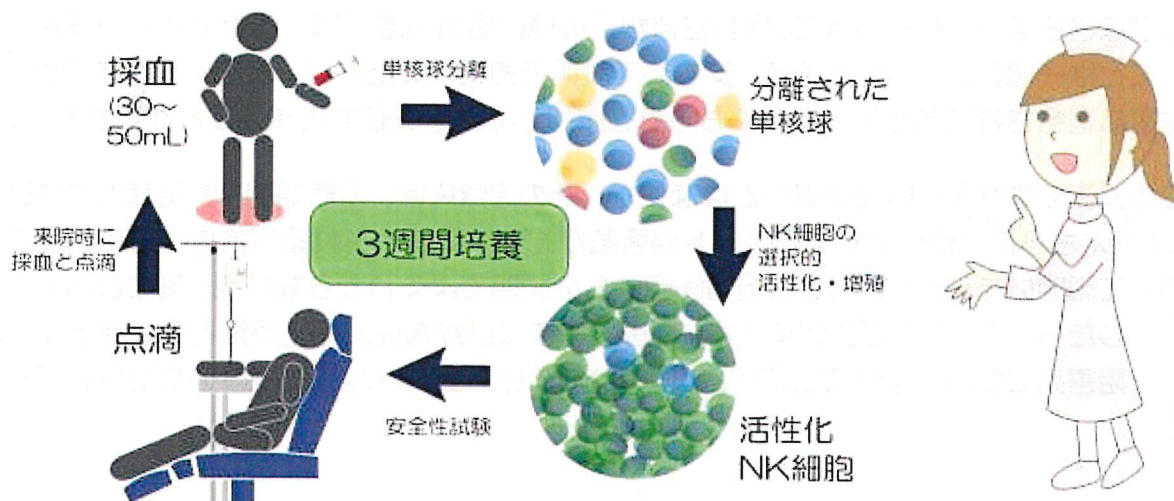 採血
(30～
50mL)
単核球分離
分離された
単核球
来院時に
採血と点滴
3週間培養
NK細胞の
選択的
活性化・増殖
点滴
安全性試験
活性化
NK細胞